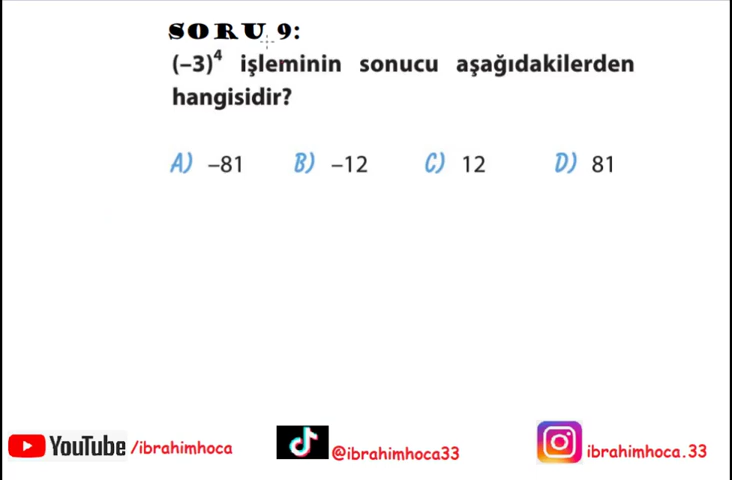 SORU 9:
(−3)⁴ işleminin sonucu aşağıdakilerden
hangisidir?
A) −81 B) −12 C) 12 D) 81
YouTube /ibrahimhoca @ibrahimhoca33 ibrahimhoca.33